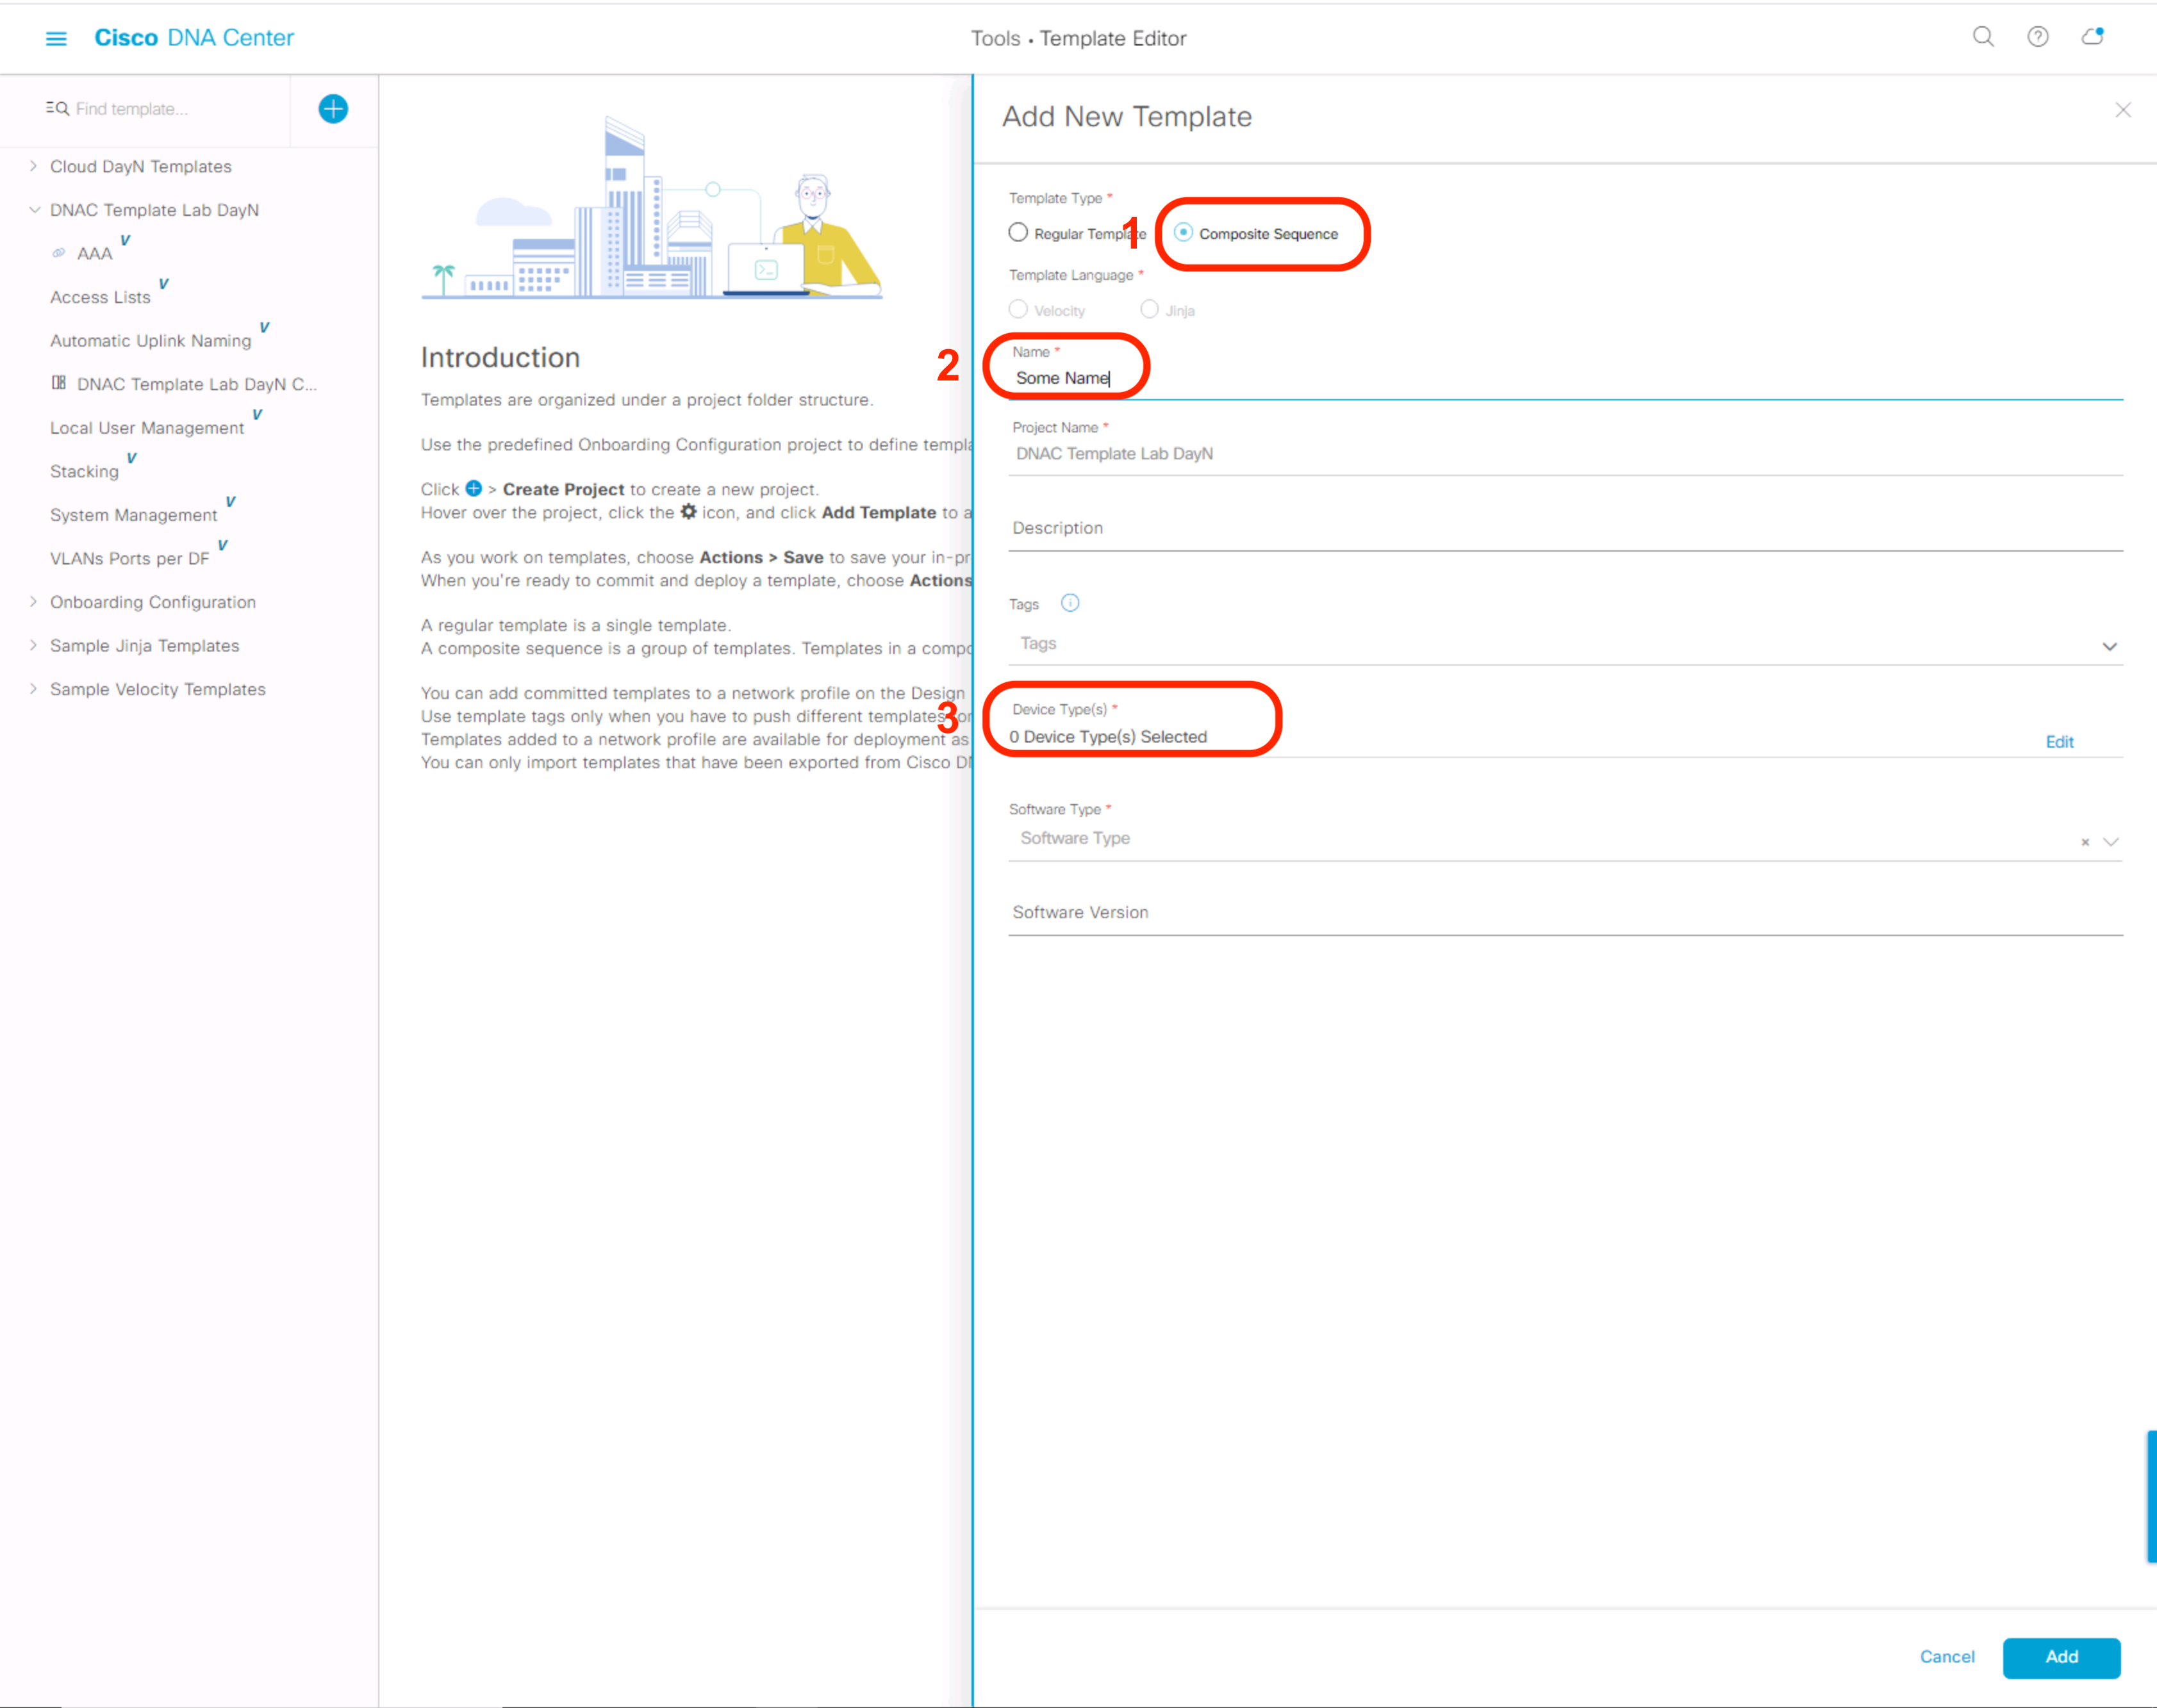 Cisco DNA Center
Tools • Template Editor
Find template...
Cloud DayN Templates
DNAC Template Lab DayN
AAA V
Access Lists V
Automatic Uplink Naming V
DNAC Template Lab DayN C...
Local User Management V
Stacking V
System Management V
VLANs Ports per DF V
Onboarding Configuration
Sample Jinja Templates
Sample Velocity Templates
Introduction
Templates are organized under a project folder structure.
Use the predefined Onboarding Configuration project to define templa
Click > Create Project to create a new project.
Hover over the project, click the icon, and click Add Template to a
As you work on templates, choose Actions > Save to save your in-pr
When you're ready to commit and deploy a template, choose Actions
A regular template is a single template.
A composite sequence is a group of templates. Templates in a compo
You can add committed templates to a network profile on the Design
Use template tags only when you have to push different templates for
Templates added to a network profile are available for deployment as
You can only import templates that have been exported from Cisco DN
Add New Template
Template Type *
Regular Template 1 Composite Sequence
Template Language *
Velocity Jinja
2 Name *
Some Name
Project Name *
DNAC Template Lab DayN
Description
Tags
Tags
3 Device Type(s) *
0 Device Type(s) Selected Edit
Software Type *
Software Type
Software Version
Cancel Add